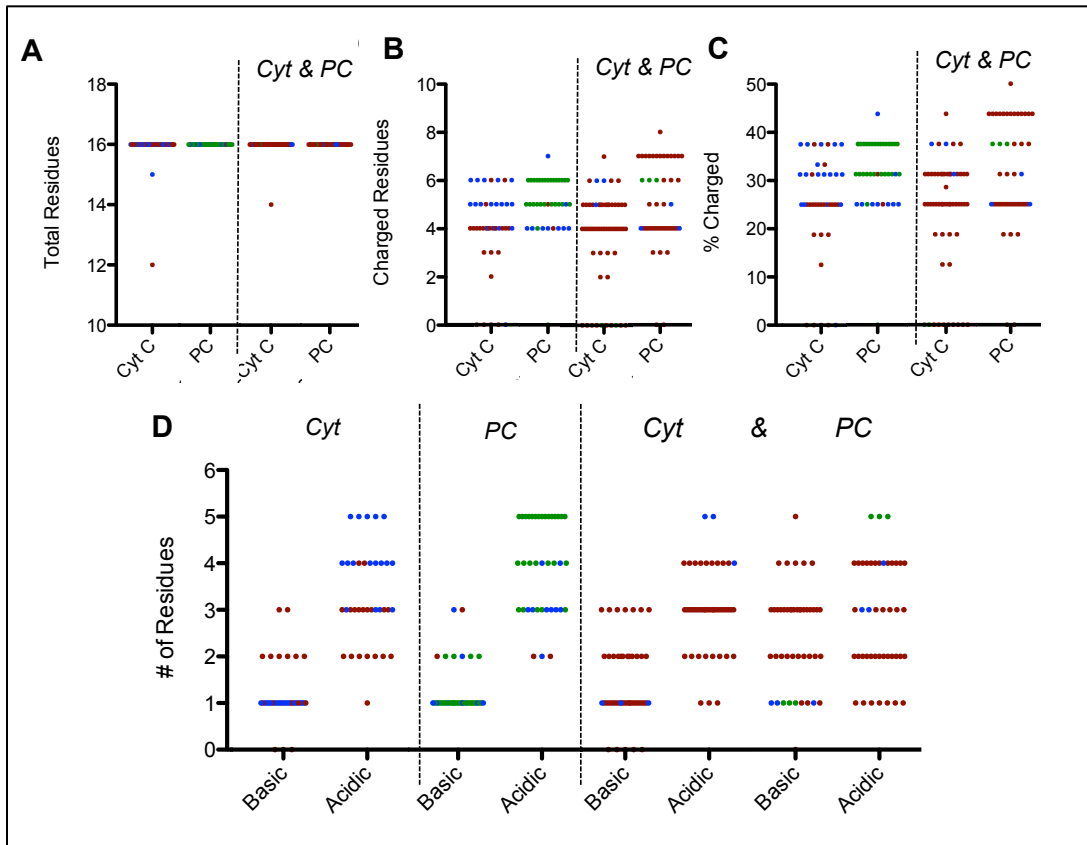 A
Cyt & PC
Total Residues
18
16
14
12
10
Cyt C
PC
Cyt C
PC
B
Cyt & PC
Charged Residues
10
8
6
4
2
0
Cyt C
PC
Cyt C
PC
C
Cyt & PC
% Charged
50
40
30
20
10
0
Cyt C
PC
Cyt C
PC
D
Cyt
PC
Cyt & PC
# of Residues
6
5
4
3
2
1
0
Basic
Acidic
Basic
Acidic
Basic
Acidic
Basic
Acidic